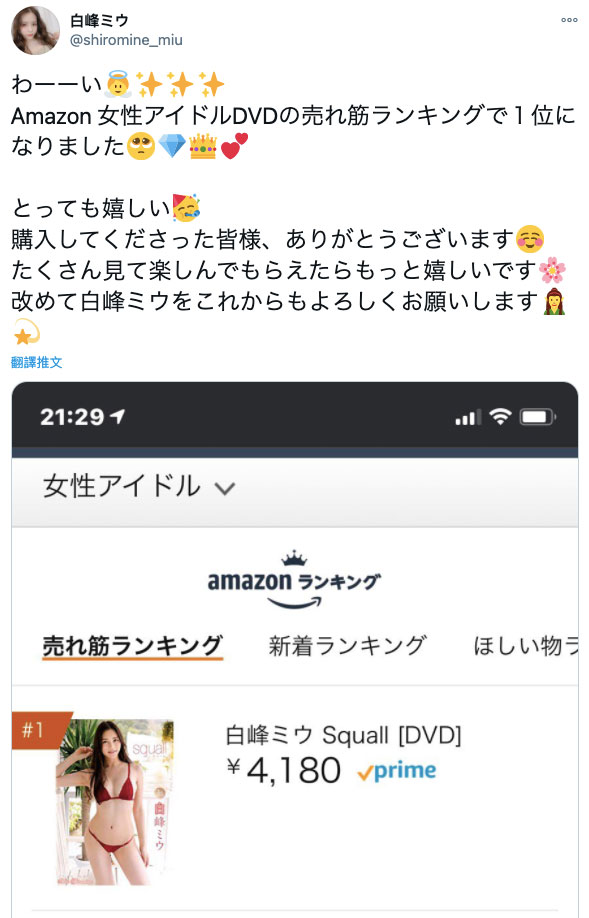 白峰ミウ
@shiromine_miu
わーーい👼✨✨✨
Amazon 女性アイドルDVDの売れ筋ランキングで１位に
なりました🥺💎👑💕
とっても嬉しい🥳
購入してくださった皆様、ありがとうございます☺️
たくさん見て楽しんでもらえたらもっと嬉しいです🌸
改めて白峰ミウをこれからもよろしくお願いします🧝‍♀️
💫
翻譯推文
21:29
女性アイドル
amazon ランキング
売れ筋ランキング 新着ランキング ほしい物ラ
#1
白峰ミウ Squall [DVD]
￥4,180 prime
squall
白峰ミウ